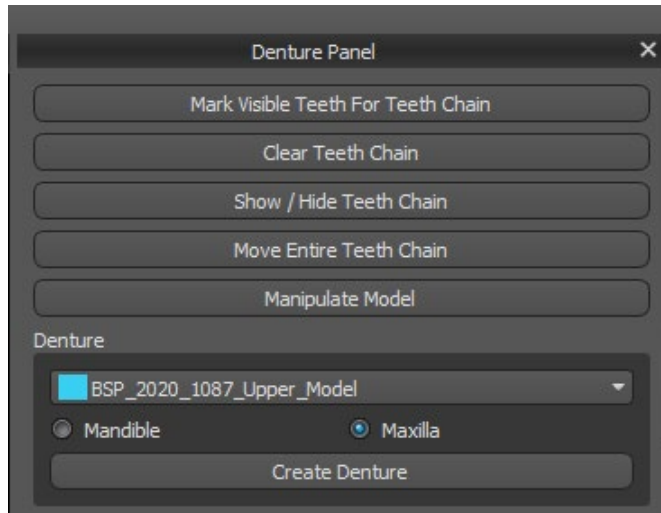 Denture Panel
Mark Visible Teeth For Teeth Chain
Clear Teeth Chain
Show / Hide Teeth Chain
Move Entire Teeth Chain
Manipulate Model
Denture
BSP_2020_1087_Upper_Model
Mandible Maxilla
Create Denture